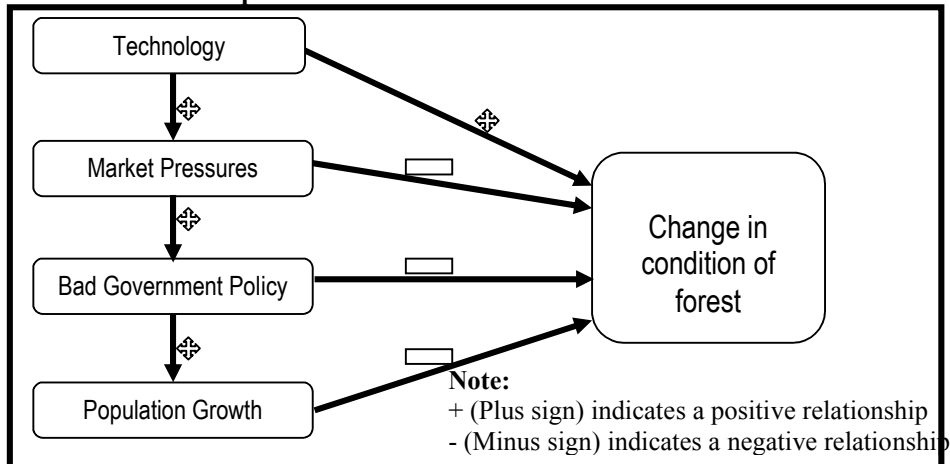 Technology
Market Pressures
Bad Government Policy
Population Growth
Change in
condition of
forest
Note:
+ (Plus sign) indicates a positive relationship
- (Minus sign) indicates a negative relationship